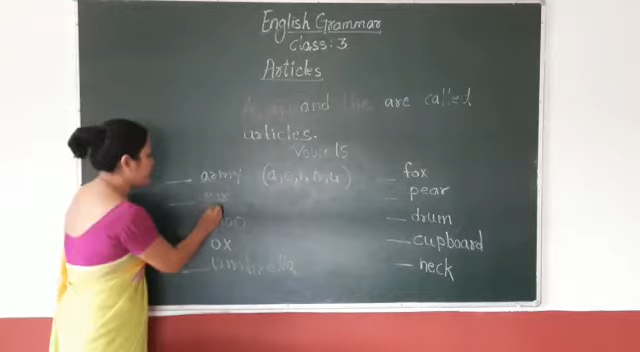 English Grammar
Class: 3
Articles
and the are called
articles.
Vowels
army (a, e, i, o, u)
ox
umbrella
fox
pear
drum
cupboard
neck